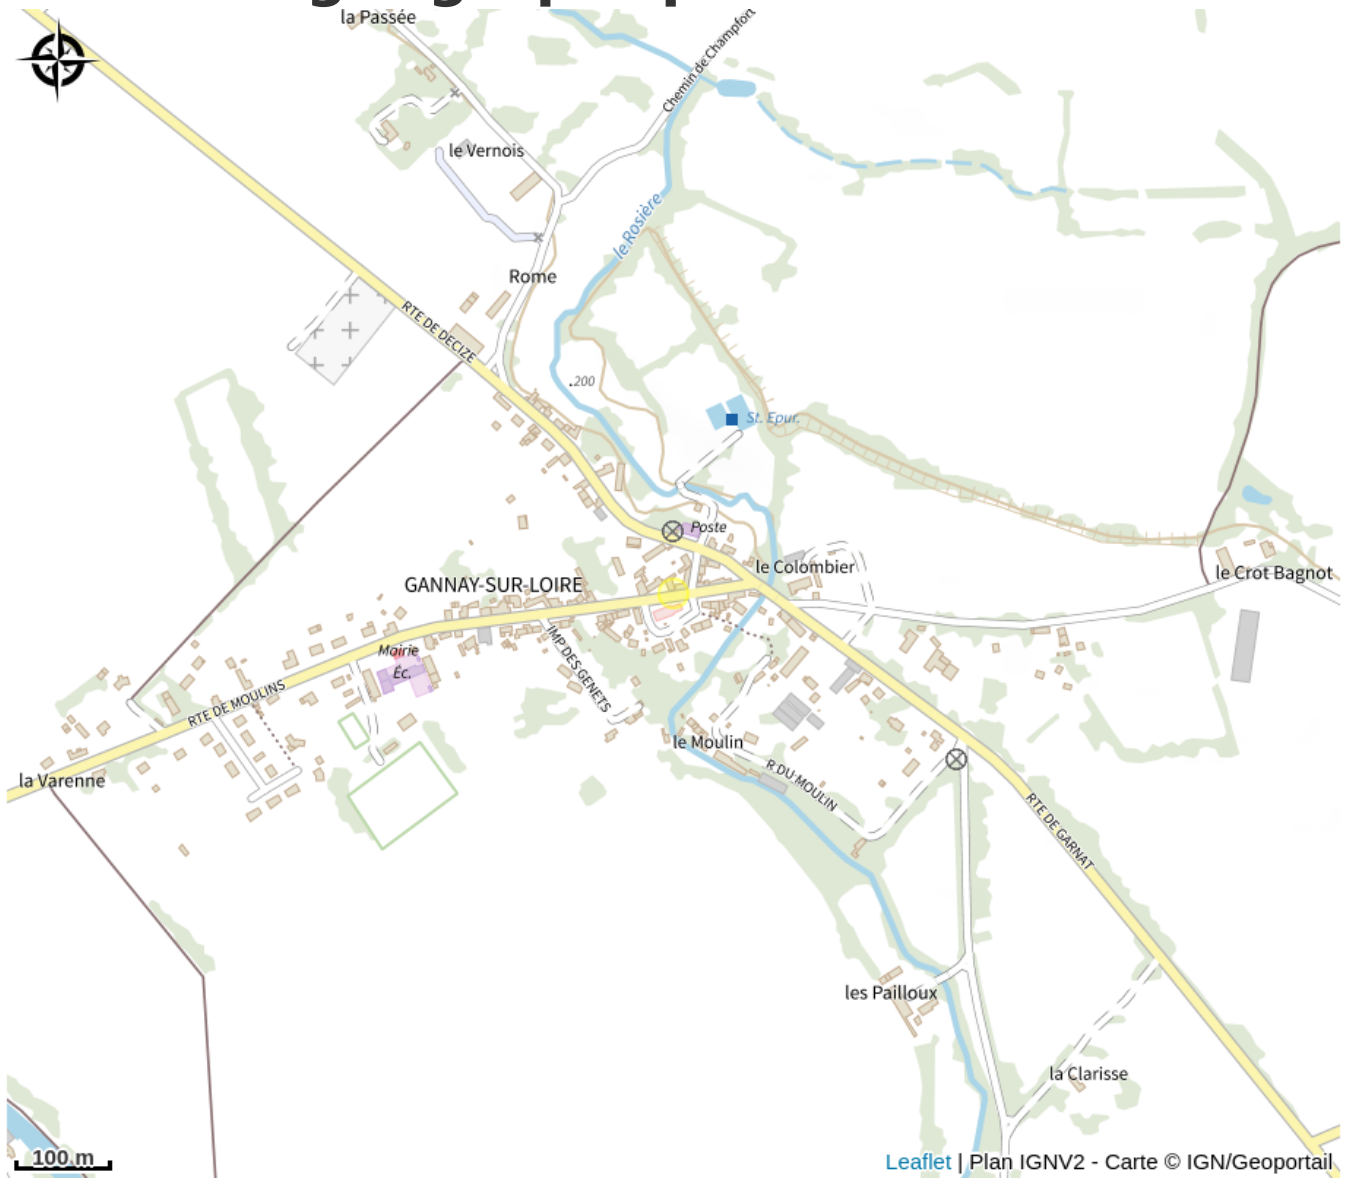 la Passée
Chemin de Champfort
le Vernois
le Rosière
Rome
RTE DE DECIZE
.200
St. Epur.
Poste
le Colombier
le Crot Bagnot
GANNAY-SUR-LOIRE
IMP DES GENETS
Mairie
Éc.
RTE DE MOULINS
le Moulin
la Varenne
R DU MOULIN
RTE DE GARNAT
les Pailloux
la Clarisse
100 m
Leaflet | Plan IGNV2 - Carte © IGN/Geoportail